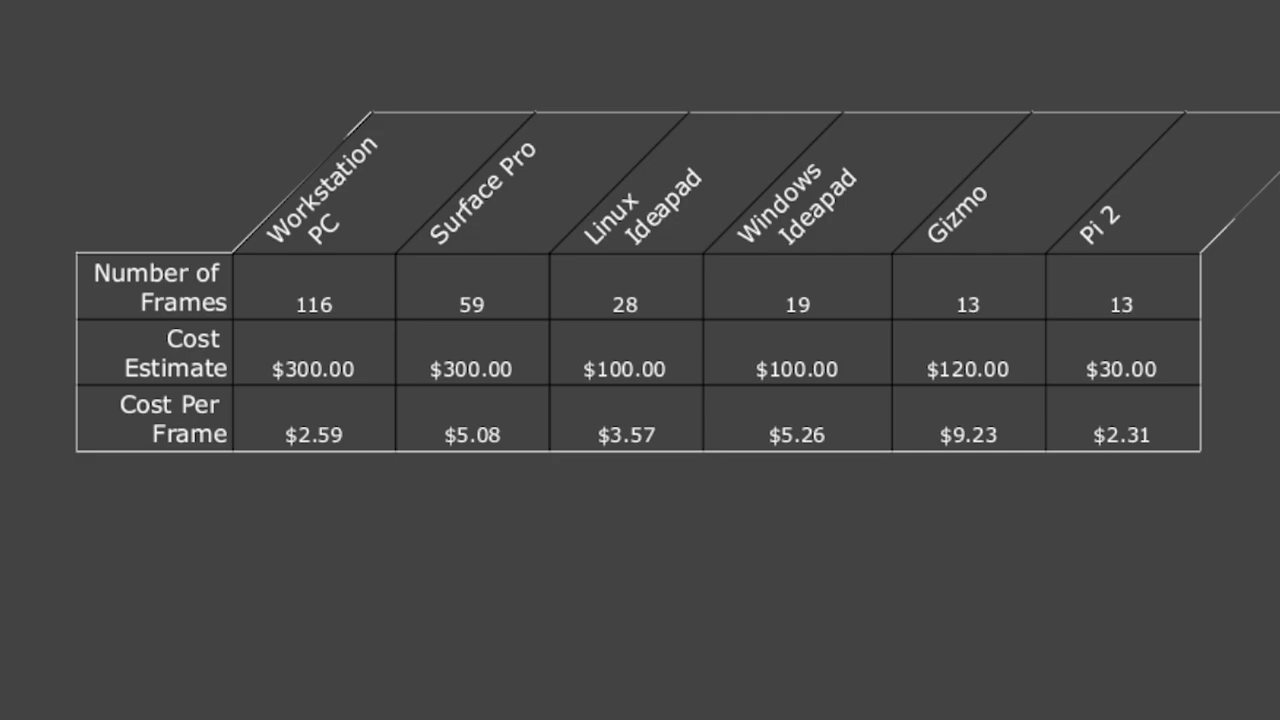 Workstation
PC
Surface Pro
Linux
Ideapad
Windows
Ideapad
Gizmo
Pi 2
Number of
Frames
116
59
28
19
13
13
Cost
Estimate
$300.00
$300.00
$100.00
$100.00
$120.00
$30.00
Cost Per
Frame
$2.59
$5.08
$3.57
$5.26
$9.23
$2.31